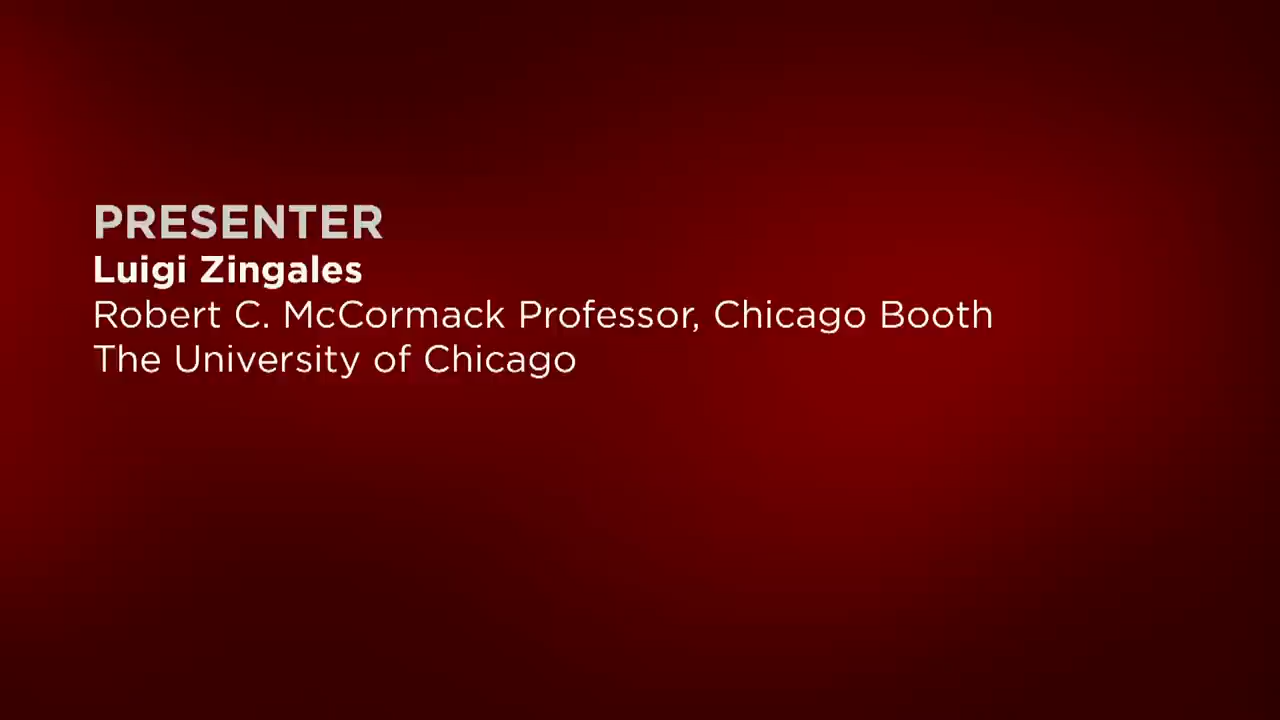 PRESENTER
Luigi Zingales
Robert C. McCormack Professor, Chicago Booth
The University of Chicago